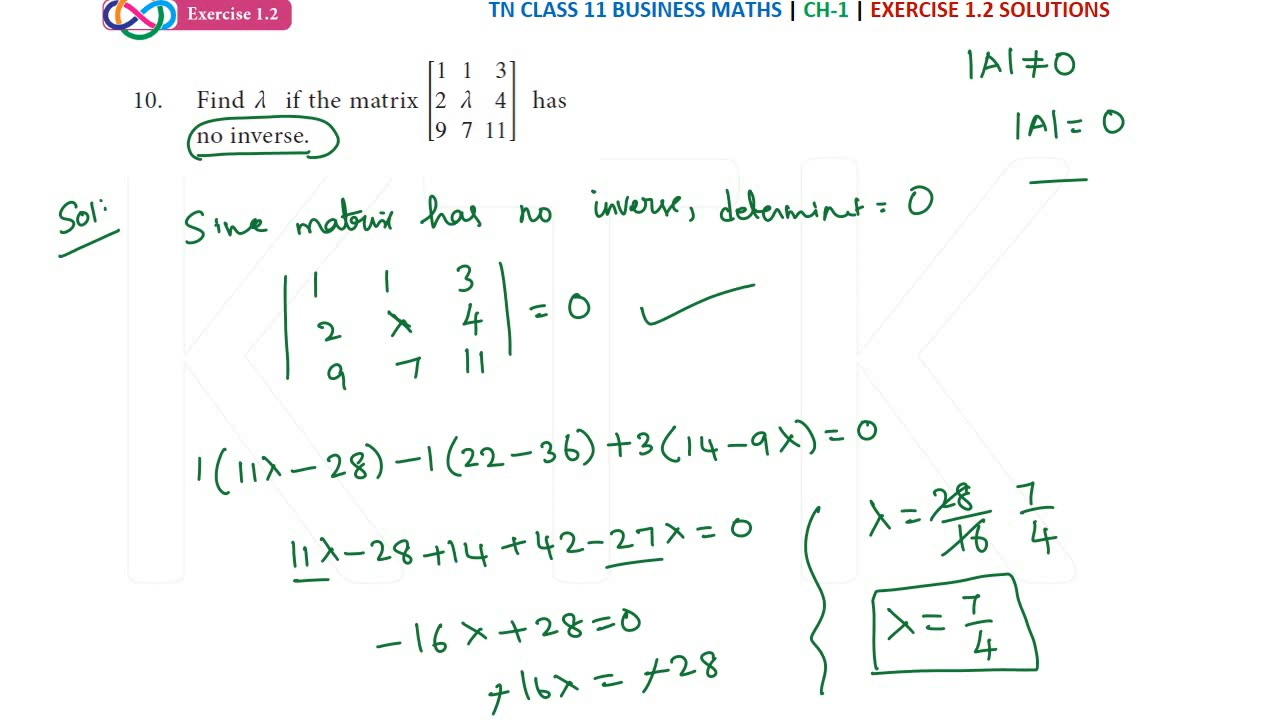 Exercise 1.2
TN CLASS 11 BUSINESS MATHS | CH-1 | EXERCISE 1.2 SOLUTIONS
|A| ≠ 0
|A| = 0
10. Find λ if the matrix [1 1 3
2 λ 4
9 7 11] has
no inverse.
Sol:
Sine matrix has no inverse, determinnt = 0
| 1 1 3 |
| 2 λ 4 | = 0 ✓
| 9 7 11 |
1(11λ - 28) - 1(22 - 36) + 3(14 - 9λ) = 0
11λ - 28 + 14 + 42 - 27λ = 0
-16λ + 28 = 0
-16λ = -28
λ = 28/16 7/4
λ = 7/4
KTK